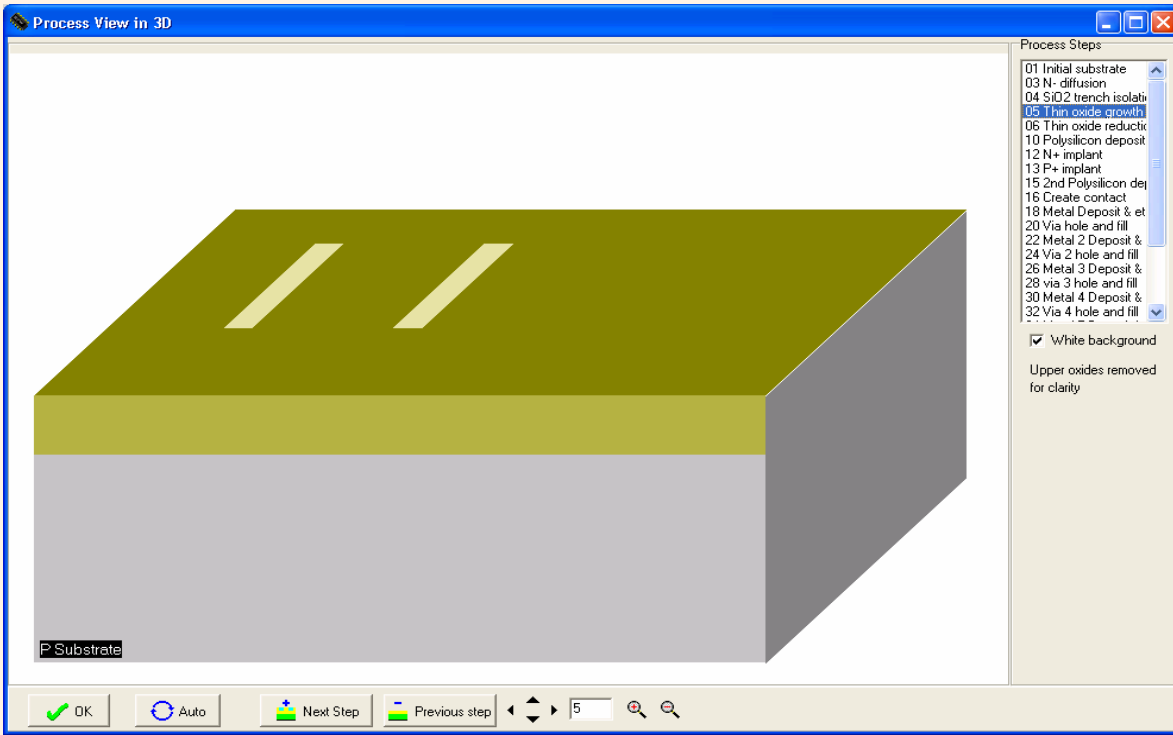 Process View in 3D
Process Steps
01 Initial substrate
03 N- diffusion
04 SiO2 trench isolati
05 Thin oxide growth
06 Thin oxide reductic
10 Polysilicon deposit
12 N+ implant
13 P+ implant
15 2nd Polysilicon de
16 Create contact
18 Metal Deposit & et
20 Via hole and fill
22 Metal 2 Deposit &
24 Via 2 hole and fill
26 Metal 3 Deposit &
28 via 3 hole and fill
30 Metal 4 Deposit &
32 Via 4 hole and fill
White background
Upper oxides removed
for clarity
P Substrate
OK
Auto
Next Step
Previous step
5